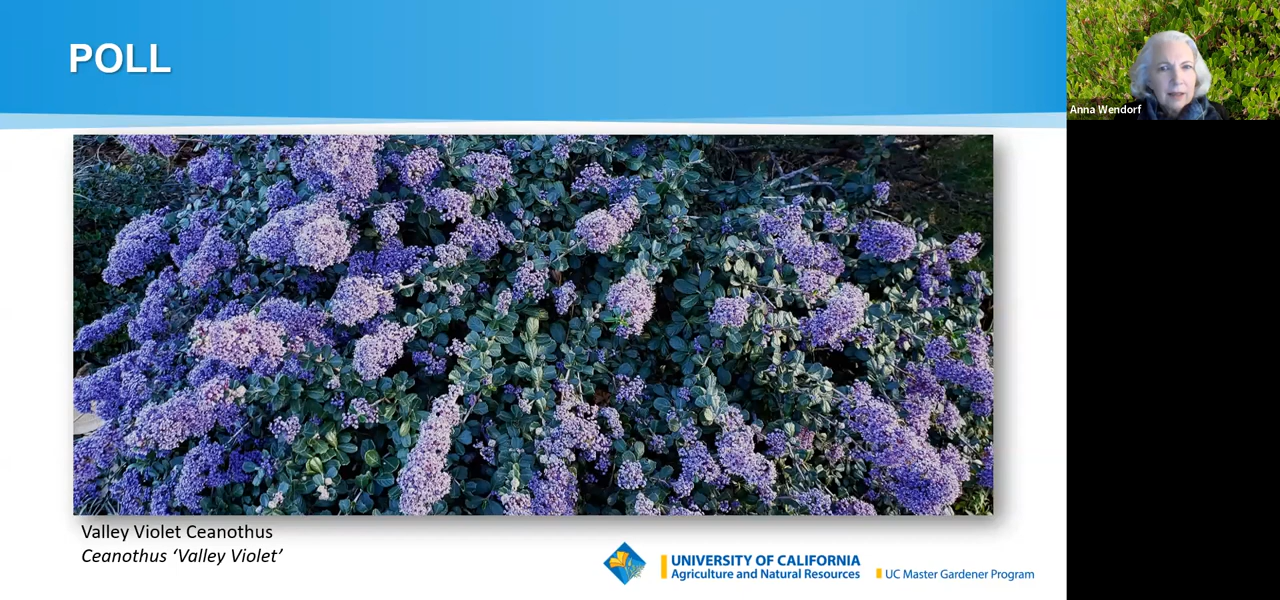 POLL
Anna Wendorf
Valley Violet Ceanothus
Ceanothus ‘Valley Violet’
UNIVERSITY OF CALIFORNIA
Agriculture and Natural Resources
UC Master Gardener Program